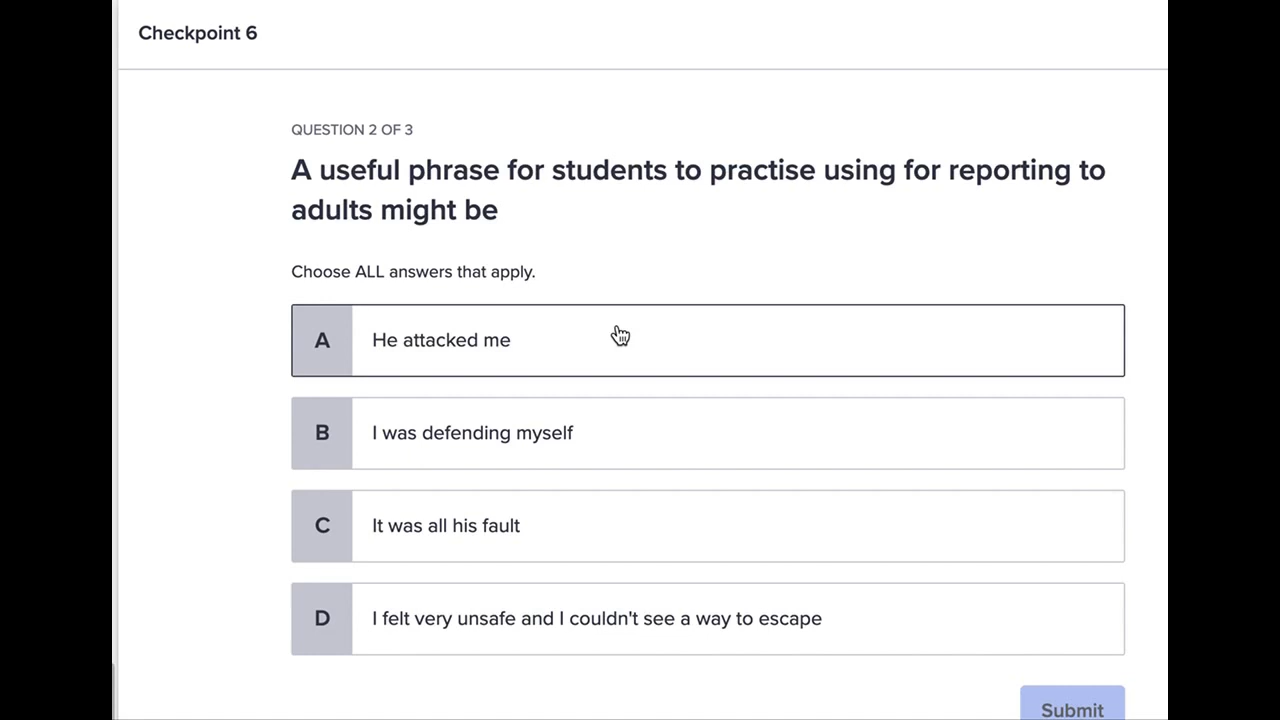 Checkpoint 6
QUESTION 2 OF 3
A useful phrase for students to practise using for reporting to
adults might be
Choose ALL answers that apply.
A He attacked me
B I was defending myself
C It was all his fault
D I felt very unsafe and I couldn't see a way to escape
Submit